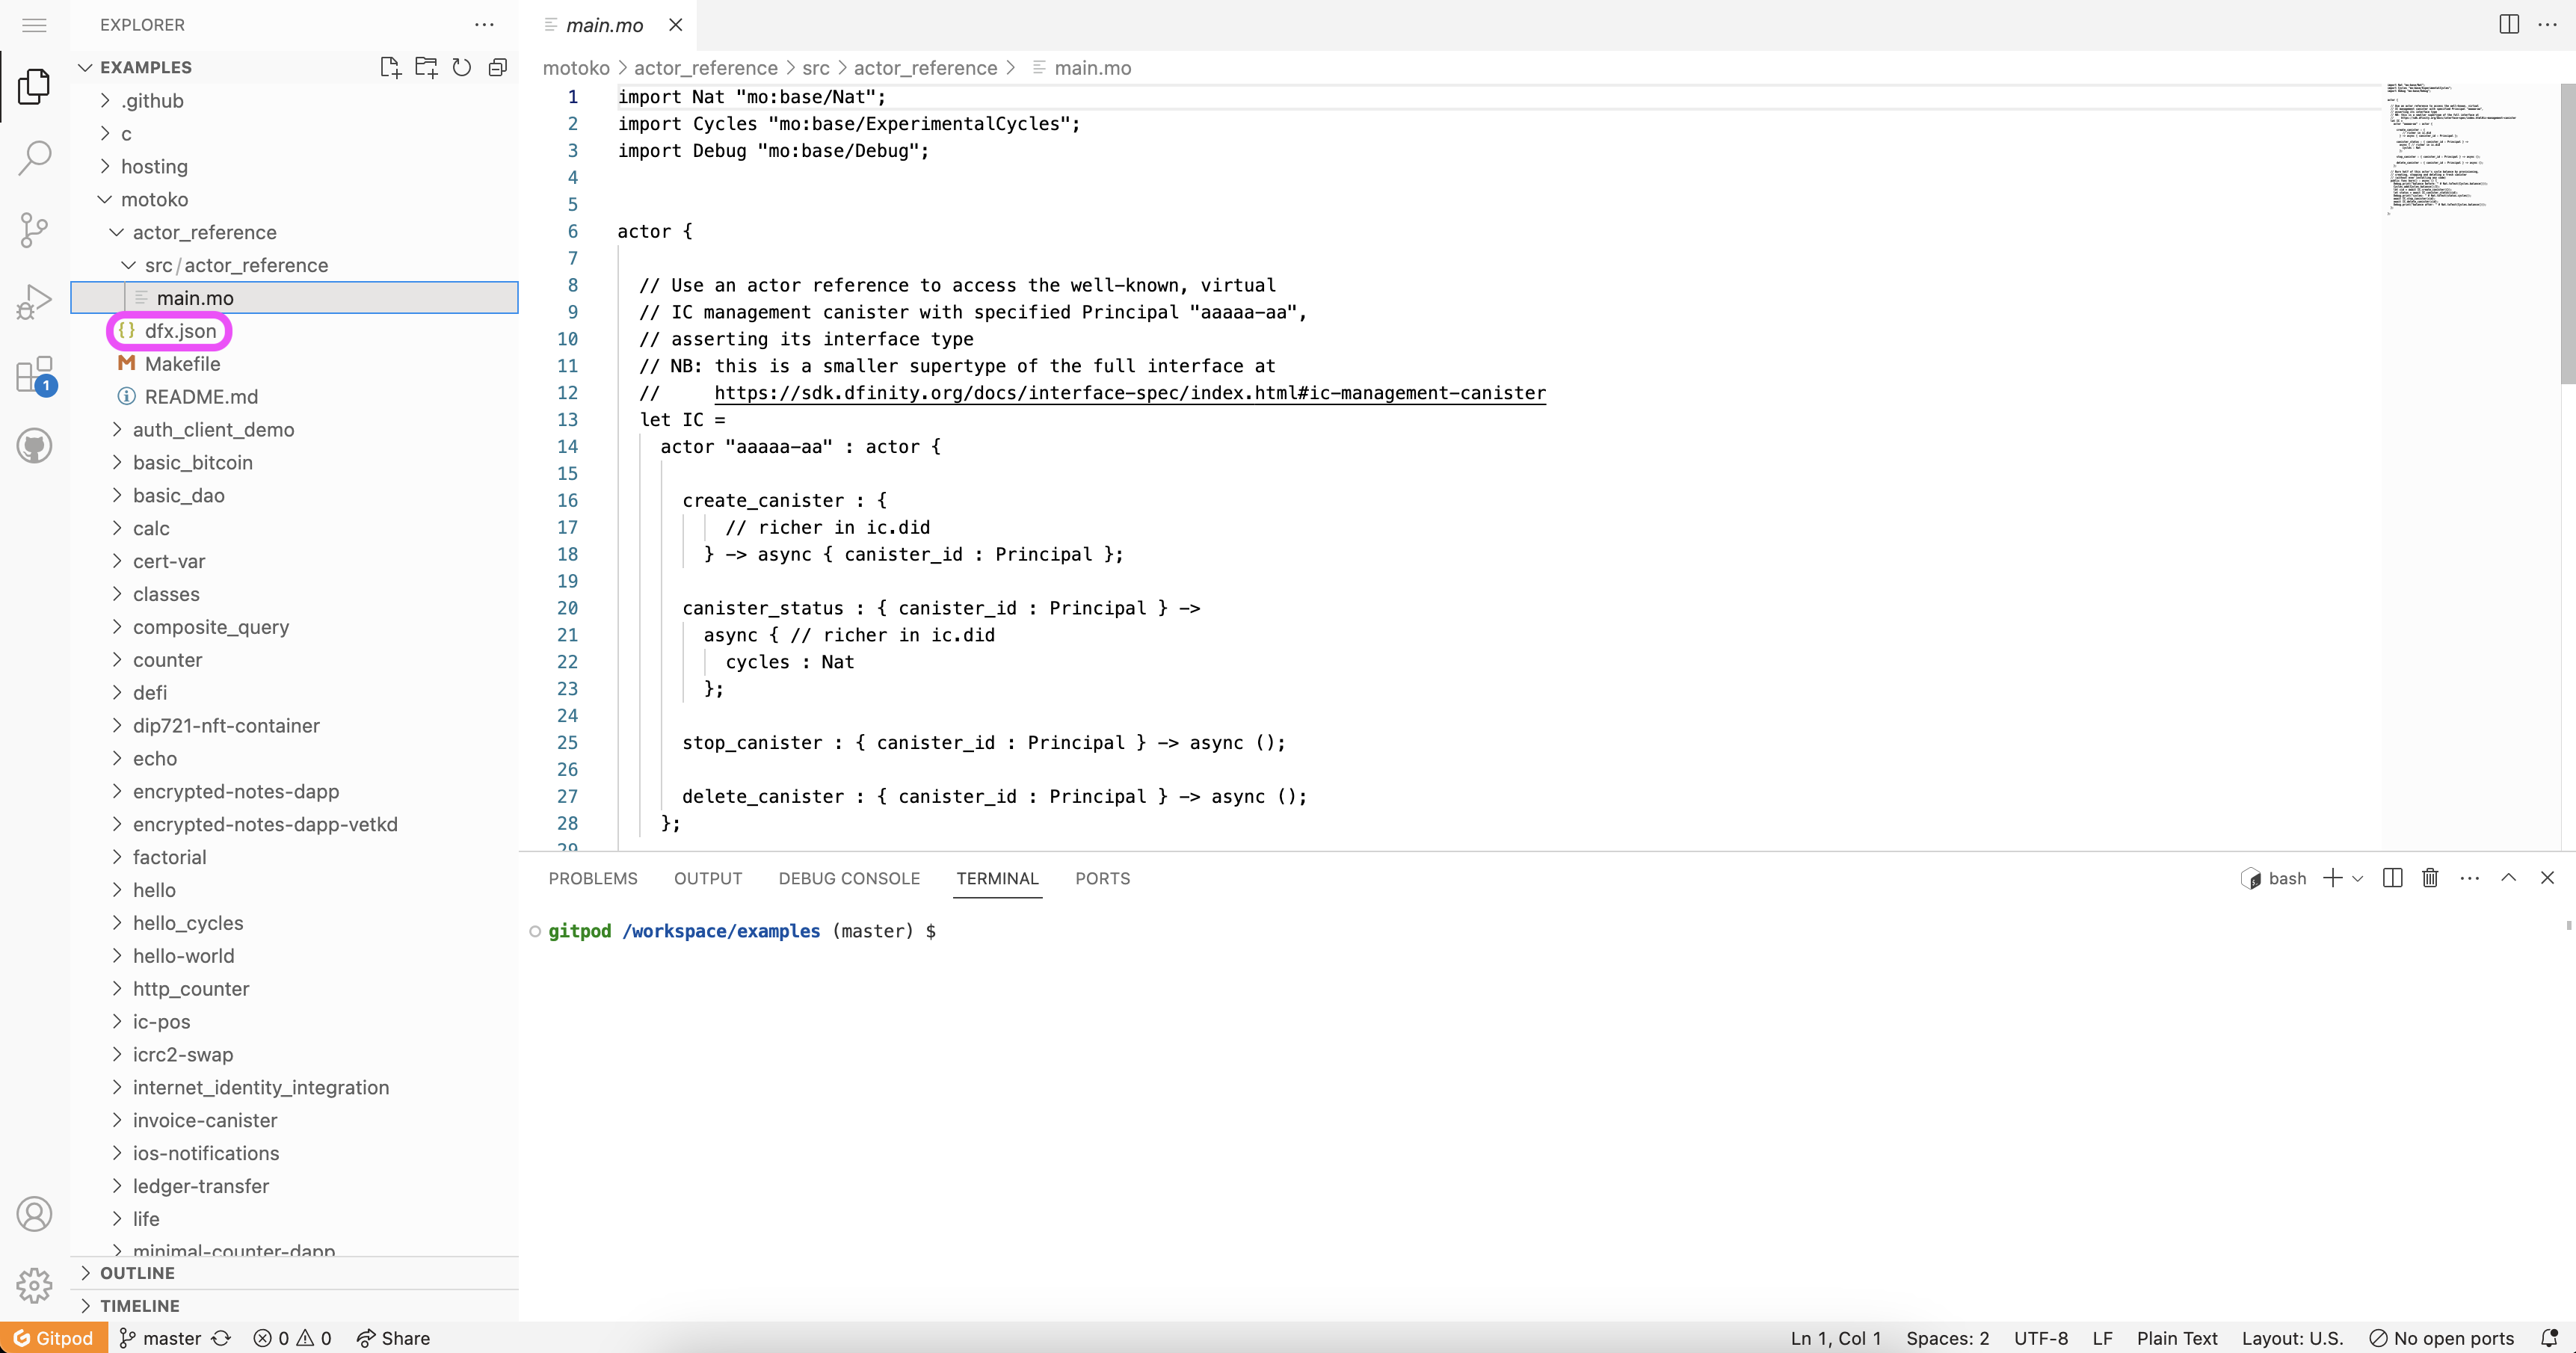 EXPLORER
EXAMPLES
.github
c
hosting
motoko
actor_reference
src/actor_reference
main.mo
dfx.json
Makefile
README.md
auth_client_demo
basic_bitcoin
basic_dao
calc
cert-var
classes
composite_query
counter
defi
dip721-nft-container
echo
encrypted-notes-dapp
encrypted-notes-dapp-vetkd
factorial
hello
hello_cycles
hello-world
http_counter
ic-pos
icrc2-swap
internet_identity_integration
invoice-canister
ios-notifications
ledger-transfer
life
minimal-counter-dapp
OUTLINE
TIMELINE
1
main.mo
motoko > actor_reference > src > actor_reference > main.mo
1 import Nat "mo:base/Nat";
2 import Cycles "mo:base/ExperimentalCycles";
3 import Debug "mo:base/Debug";
4
5
6 actor {
7
8 // Use an actor reference to access the well-known, virtual
9 // IC management canister with specified Principal "aaaaa-aa",
10 // asserting its interface type
11 // NB: this is a smaller supertype of the full interface at
12 // https://sdk.dfinity.org/docs/interface-spec/index.html#ic-management-canister
13 let IC =
14 actor "aaaaa-aa" : actor {
15
16 create_canister : {
17 // richer in ic.did
18 } -> async { canister_id : Principal };
19
20 canister_status : { canister_id : Principal } ->
21 async { // richer in ic.did
22 cycles : Nat
23 };
24
25 stop_canister : { canister_id : Principal } -> async ();
26
27 delete_canister : { canister_id : Principal } -> async ();
28 };
29
PROBLEMS OUTPUT DEBUG CONSOLE TERMINAL PORTS
bash
gitpod /workspace/examples (master) $
Gitpod master 0 0 Share
Ln 1, Col 1 Spaces: 2 UTF-8 LF Plain Text Layout: U.S. No open ports